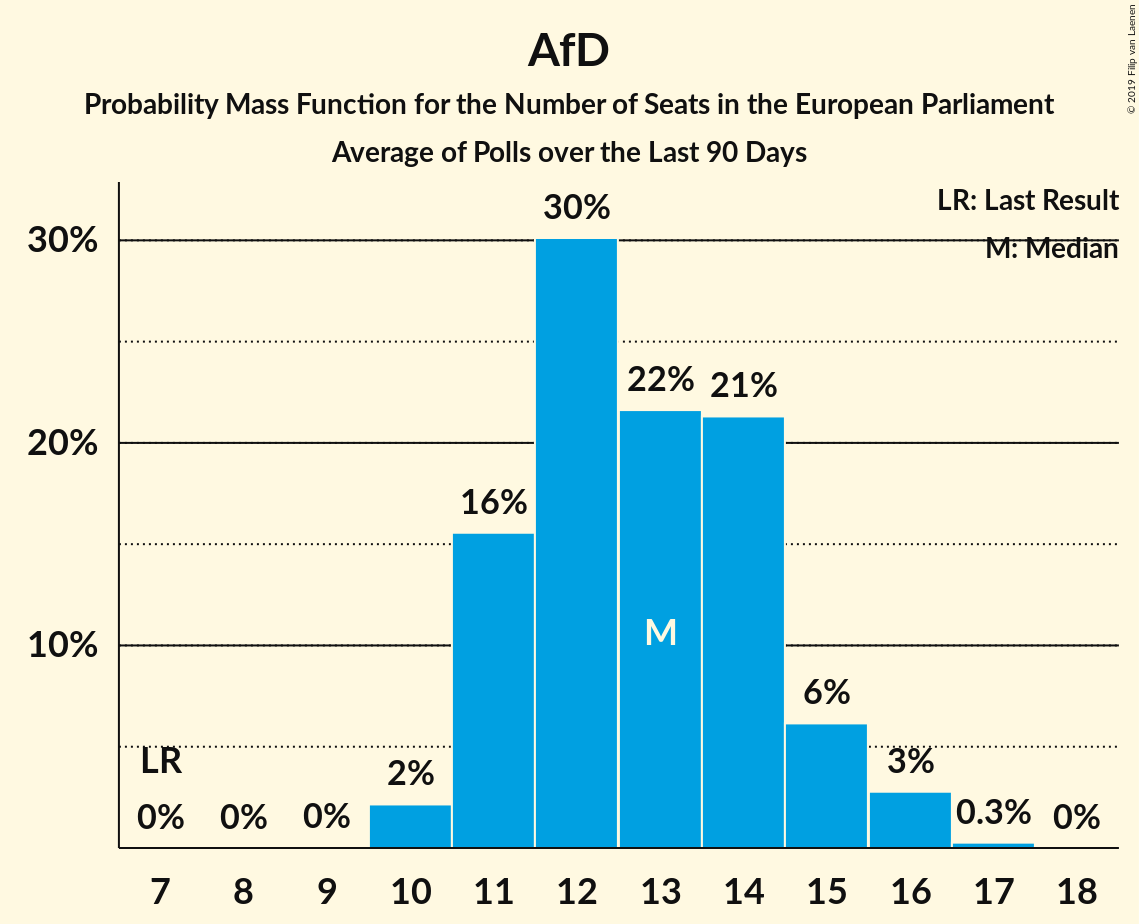 AfD
Probability Mass Function for the Number of Seats in the European Parliament
Average of Polls over the Last 90 Days
© 2019 Filip van Laenen
LR: Last Result
M: Median
30%
20%
10%
30%
22%
21%
16%
M
6%
LR
2%
3%
0%
0%
0%
0.3%
0%
7 8 9 10 11 12 13 14 15 16 17 18